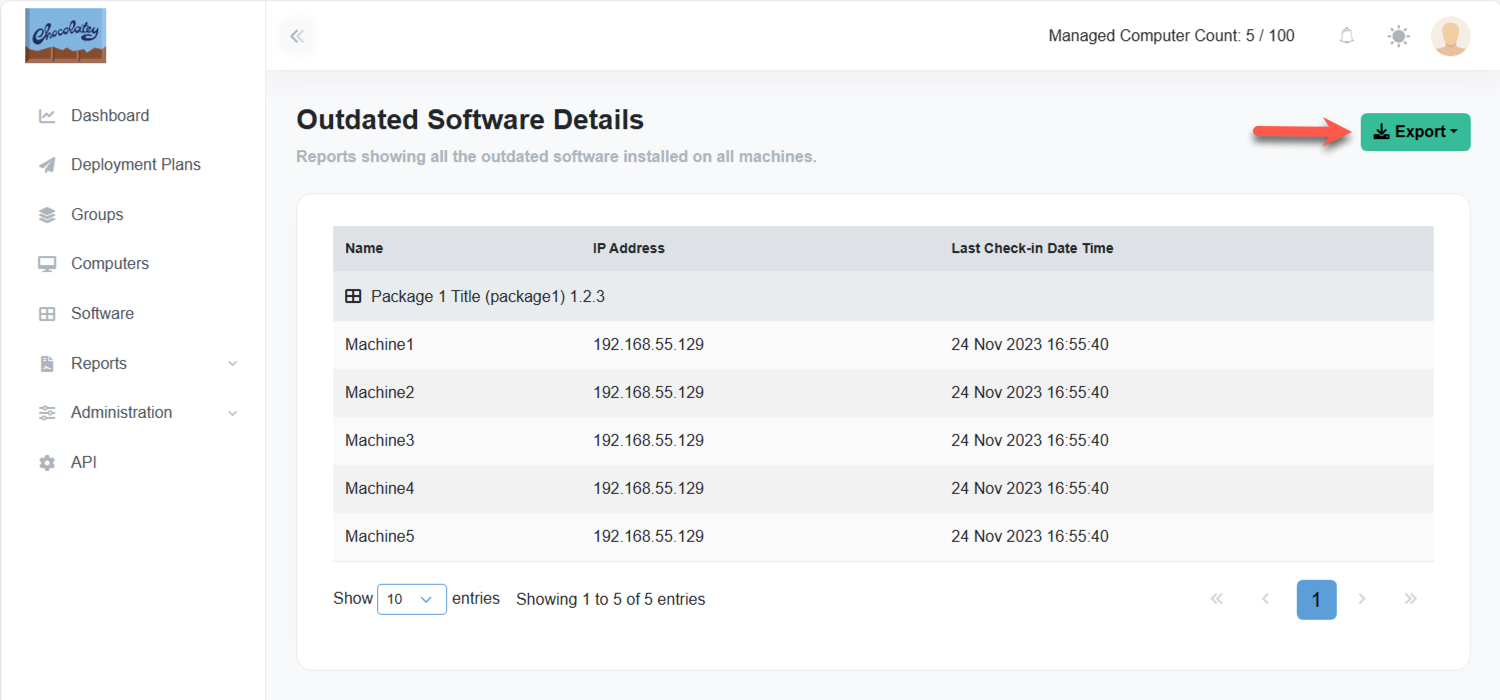 Chocolatey
Managed Computer Count: 5 / 100
Dashboard
Deployment Plans
Groups
Computers
Software
Reports
Administration
API
Outdated Software Details
Reports showing all the outdated software installed on all machines.
Export
Name IP Address Last Check-in Date Time
Package 1 Title (package1) 1.2.3
Machine1 192.168.55.129 24 Nov 2023 16:55:40
Machine2 192.168.55.129 24 Nov 2023 16:55:40
Machine3 192.168.55.129 24 Nov 2023 16:55:40
Machine4 192.168.55.129 24 Nov 2023 16:55:40
Machine5 192.168.55.129 24 Nov 2023 16:55:40
Show 10 entries Showing 1 to 5 of 5 entries « ‹ 1 › »